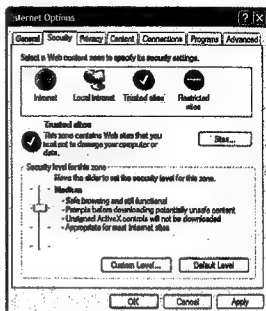 Internet Options
General Security Privacy Content Connections Programs Advanced
Select a Web content zone to specify its security settings.
Internet Local intranet Trusted sites Restricted sites
Trusted sites
This zone contains Web sites that you trust not to damage your computer or data.
Sites...
Security level for this zone
Move the slider to set the security level for this zone.
Medium
- Safe browsing and still functional
- Prompts before downloading potentially unsafe content
- Unsigned ActiveX controls will not be downloaded
- Appropriate for most Internet sites
Custom Level... Default Level
OK Cancel Apply